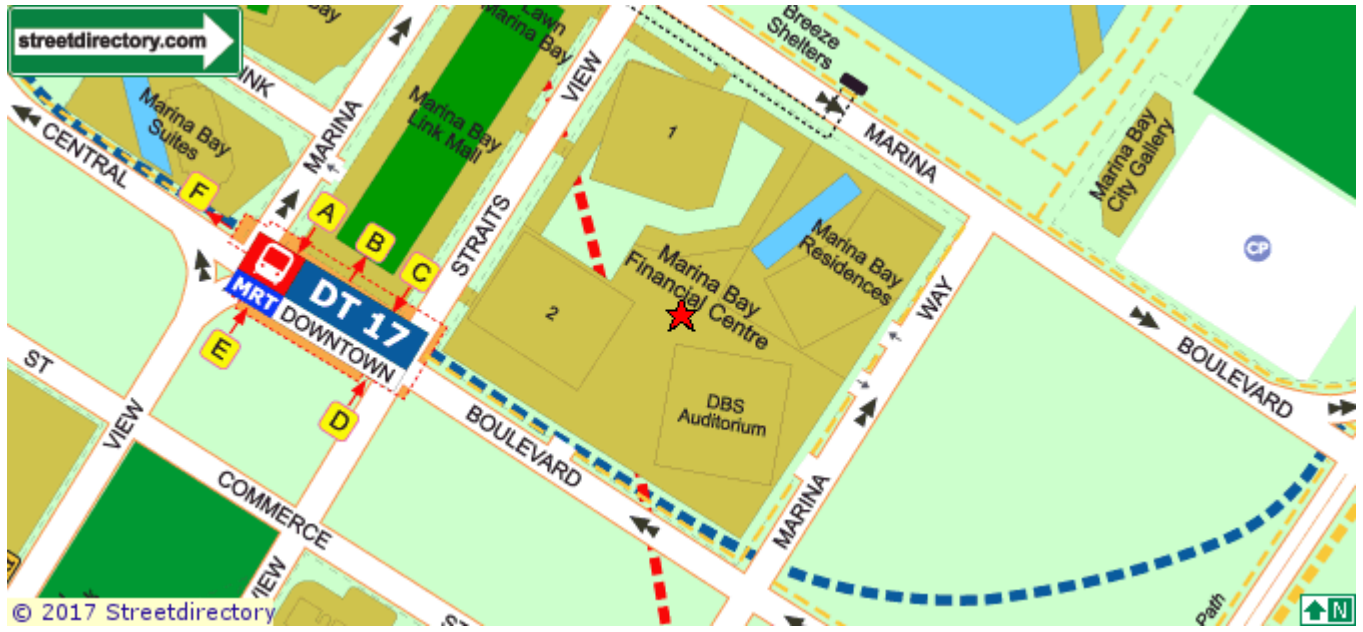 streetdirectory.com
Bay
Lawn
Marina Bay
Breeze
Shelters
INK
Marina Bay
Suites
MARINA
Marina Bay
Link Mall
VIEW
1
MARINA
Marina Bay
City Gallery
CENTRAL
F
A
B
C
STRAITS
Marina Bay
Financial Centre
Marina Bay
Residences
CP
MRT
DT 17
DOWNTOWN
2
WAY
E
D
ST
VIEW
BOULEVARD
DBS
Auditorium
BOULEVARD
COMMERCE
MARINA
VIEW
ST
Path
© 2017 Streetdirectory
N